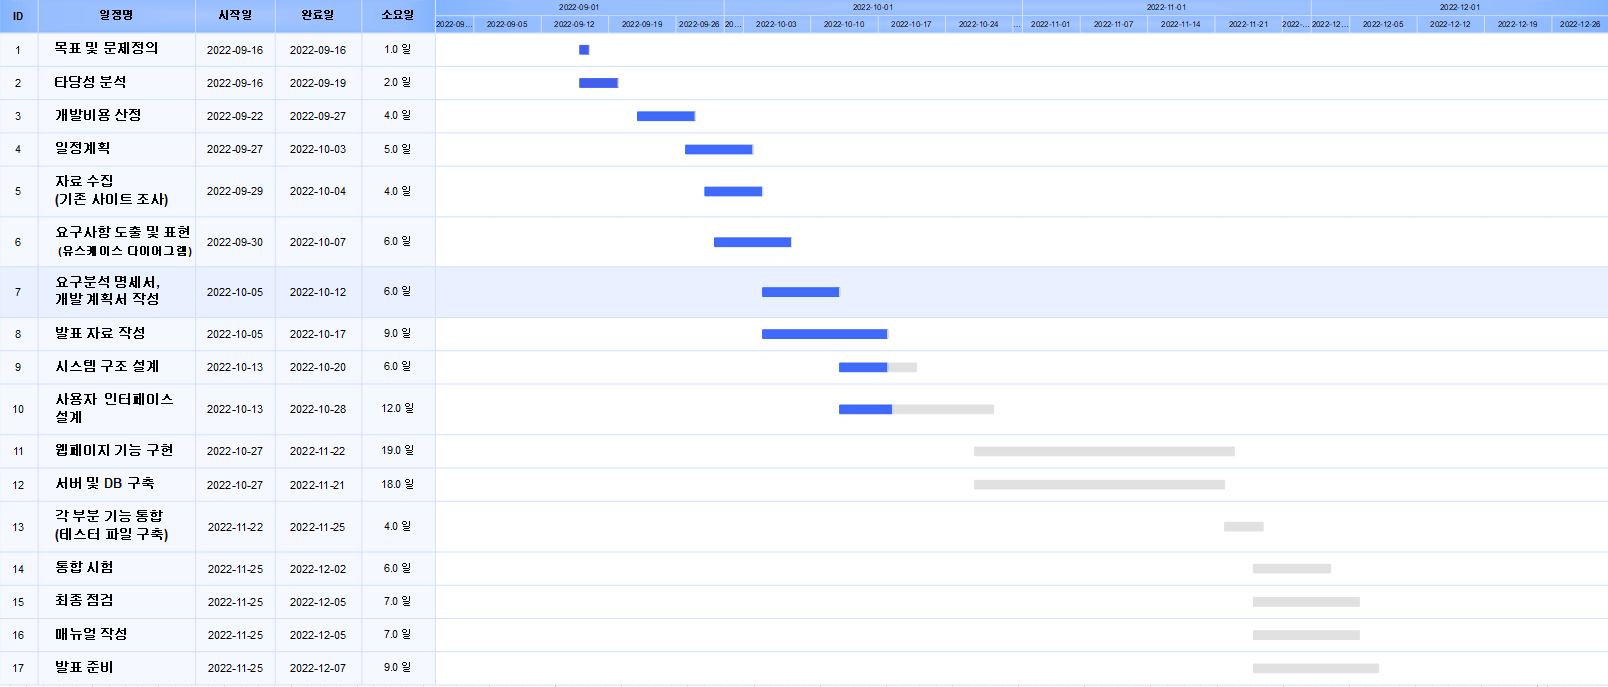 ID 일정명 시작일 완료일 소요일
2022-09-01 2022-10-01 2022-11-01 2022-12-01
2022-09... 2022-09-05 2022-09-12 2022-09-19 2022-09-26 20... 2022-10-03 2022-10-10 2022-10-17 2022-10-24 ... 2022-11-01 2022-11-07 2022-11-14 2022-11-21 2022-... 2022-12... 2022-12-05 2022-12-12 2022-12-19 2022-12-26
1 목표 및 문제정의 2022-09-16 2022-09-16 1.0 일
2 타당성 분석 2022-09-16 2022-09-19 2.0 일
3 개발비용 산정 2022-09-22 2022-09-27 4.0 일
4 일정계획 2022-09-27 2022-10-03 5.0 일
5 자료 수집 2022-09-29 2022-10-04 4.0 일
(기존 사이트 조사)
6 요구사항 도출 및 표현 2022-09-30 2022-10-07 6.0 일
(유스케이스 다이어그램)
7 요구분석 명세서, 2022-10-05 2022-10-12 6.0 일
개발 계획서 작성
8 발표 자료 작성 2022-10-05 2022-10-17 9.0 일
9 시스템 구조 설계 2022-10-13 2022-10-20 6.0 일
10 사용자 인터페이스 2022-10-13 2022-10-28 12.0 일
설계
11 웹페이지 기능 구현 2022-10-27 2022-11-22 19.0 일
12 서버 및 DB 구축 2022-10-27 2022-11-21 18.0 일
13 각 부분 기능 통합 2022-11-22 2022-11-25 4.0 일
(테스터 파일 구축)
14 통합 시험 2022-11-25 2022-12-02 6.0 일
15 최종 점검 2022-11-25 2022-12-05 7.0 일
16 매뉴얼 작성 2022-11-25 2022-12-05 7.0 일
17 발표 준비 2022-11-25 2022-12-07 9.0 일